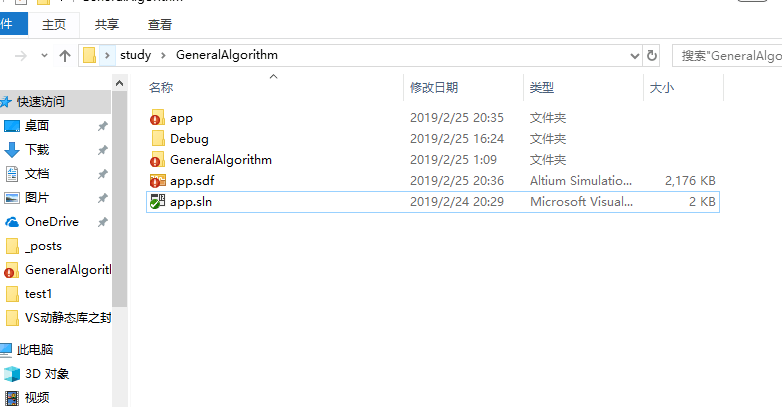 GeneralAlgorithm
件 主页 共享 查看
study GeneralAlgorithm 搜索"GeneralAlgo
名称 修改日期 类型 大小
快速访问
桌面
下载
文档
图片
OneDrive
_posts
GeneralAlgorith
test1
VS动静态库之封
此电脑
3D 对象
视频
app 2019/2/25 20:35 文件夹
Debug 2019/2/25 16:24 文件夹
GeneralAlgorithm 2019/2/25 1:09 文件夹
app.sdf 2019/2/25 20:36 Altium Simulatio... 2,176 KB
app.sln 2019/2/24 20:29 Microsoft Visual... 2 KB